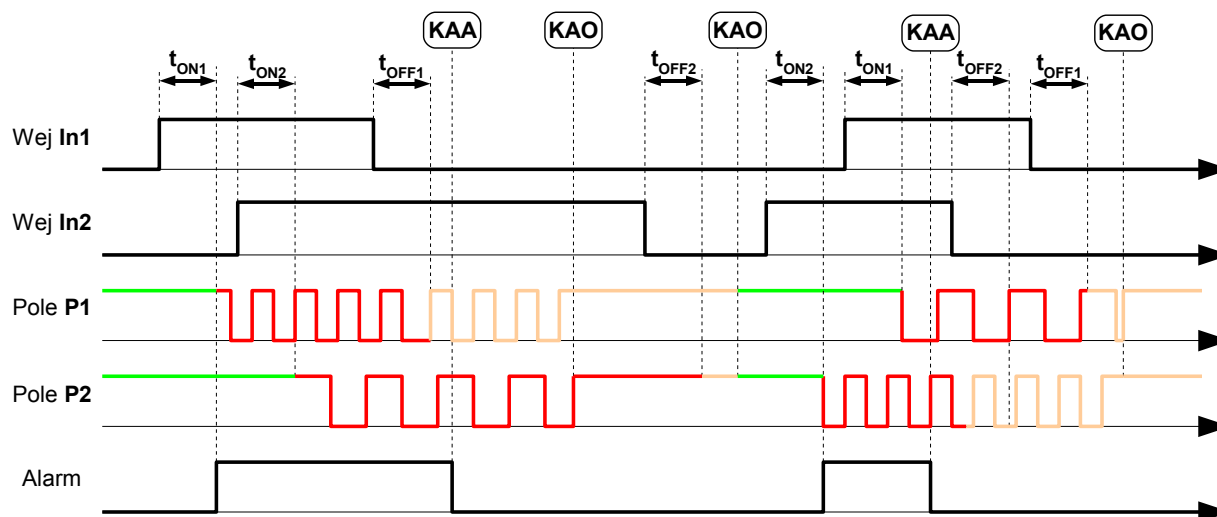 KAA KAO KAO KAA KAO
tON1 tON2 tOFF1 tOFF2 tON2 tON1 tOFF2 tOFF1
Wej In1
Wej In2
Pole P1
Pole P2
Alarm